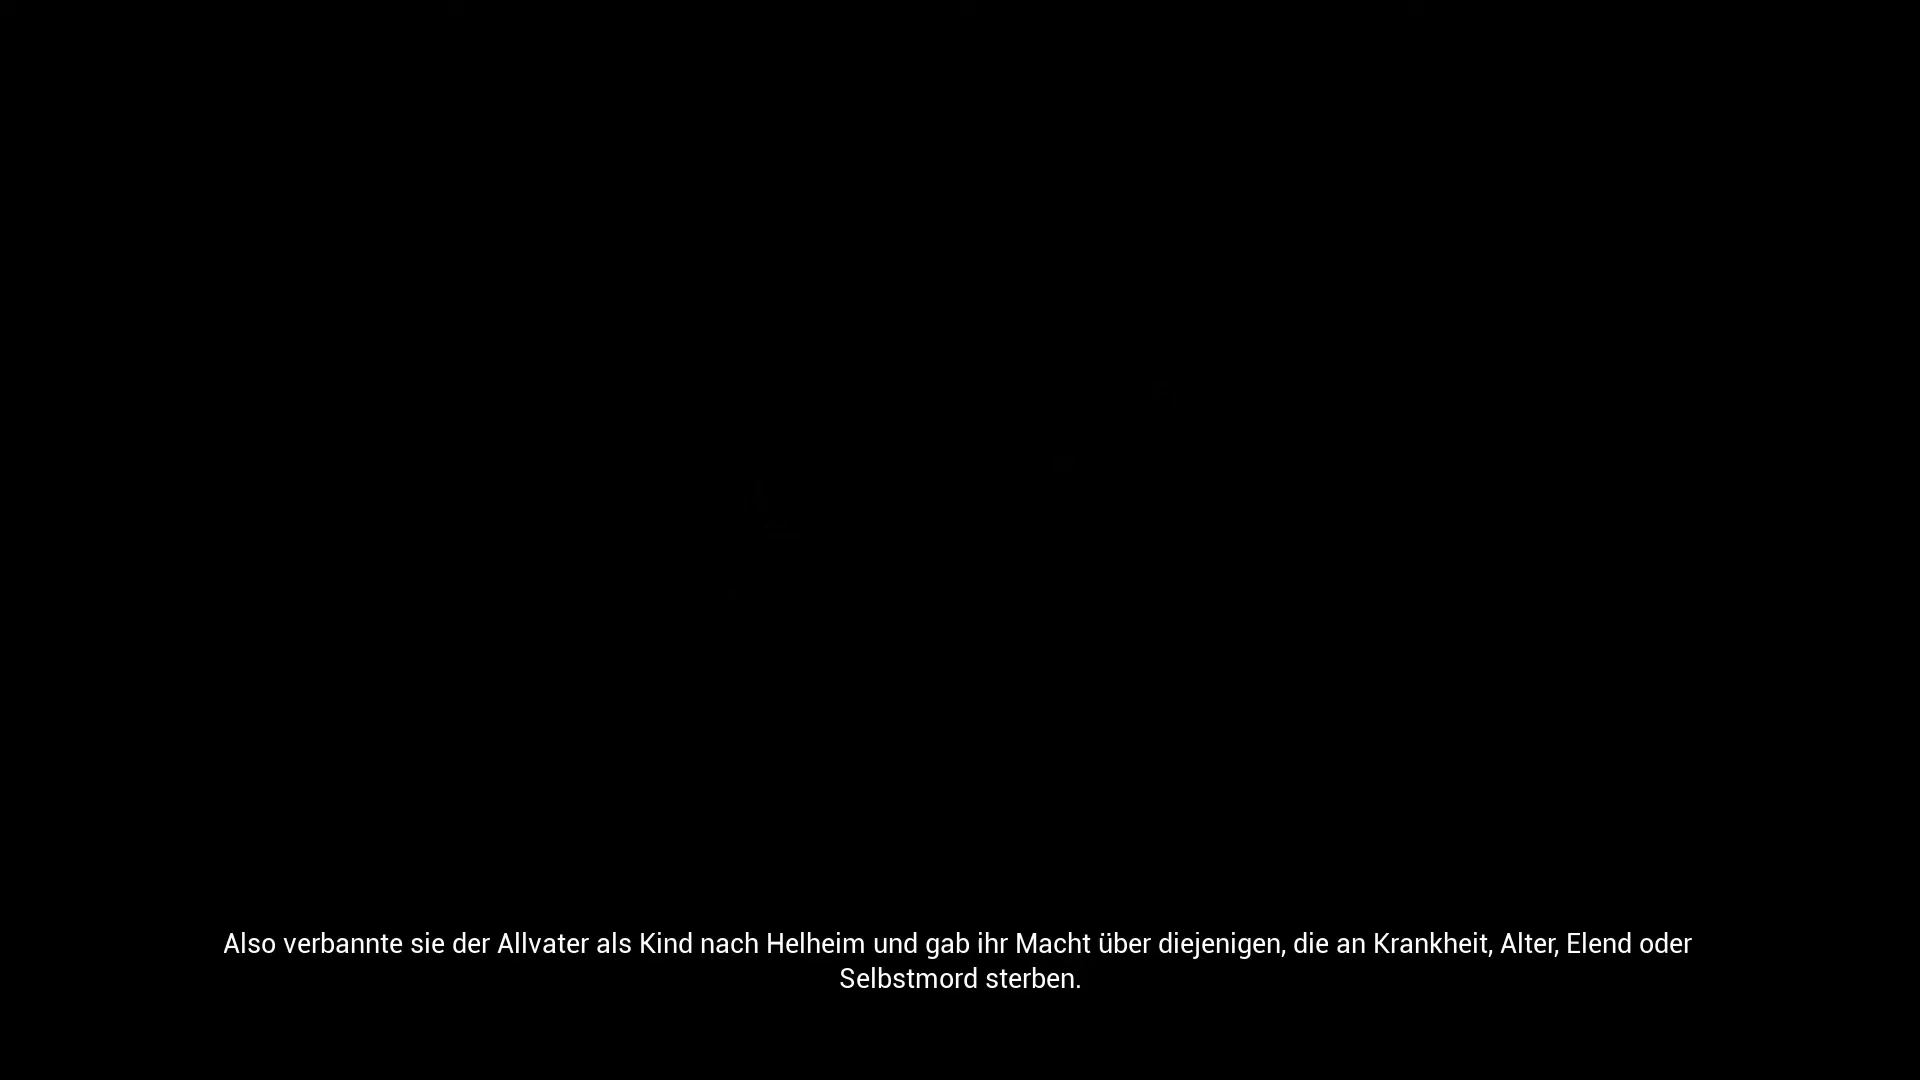 Also verbannte sie der Allvater als Kind nach Helheim und gab ihr Macht über diejenigen, die an Krankheit, Alter, Elend oder
Selbstmord sterben.